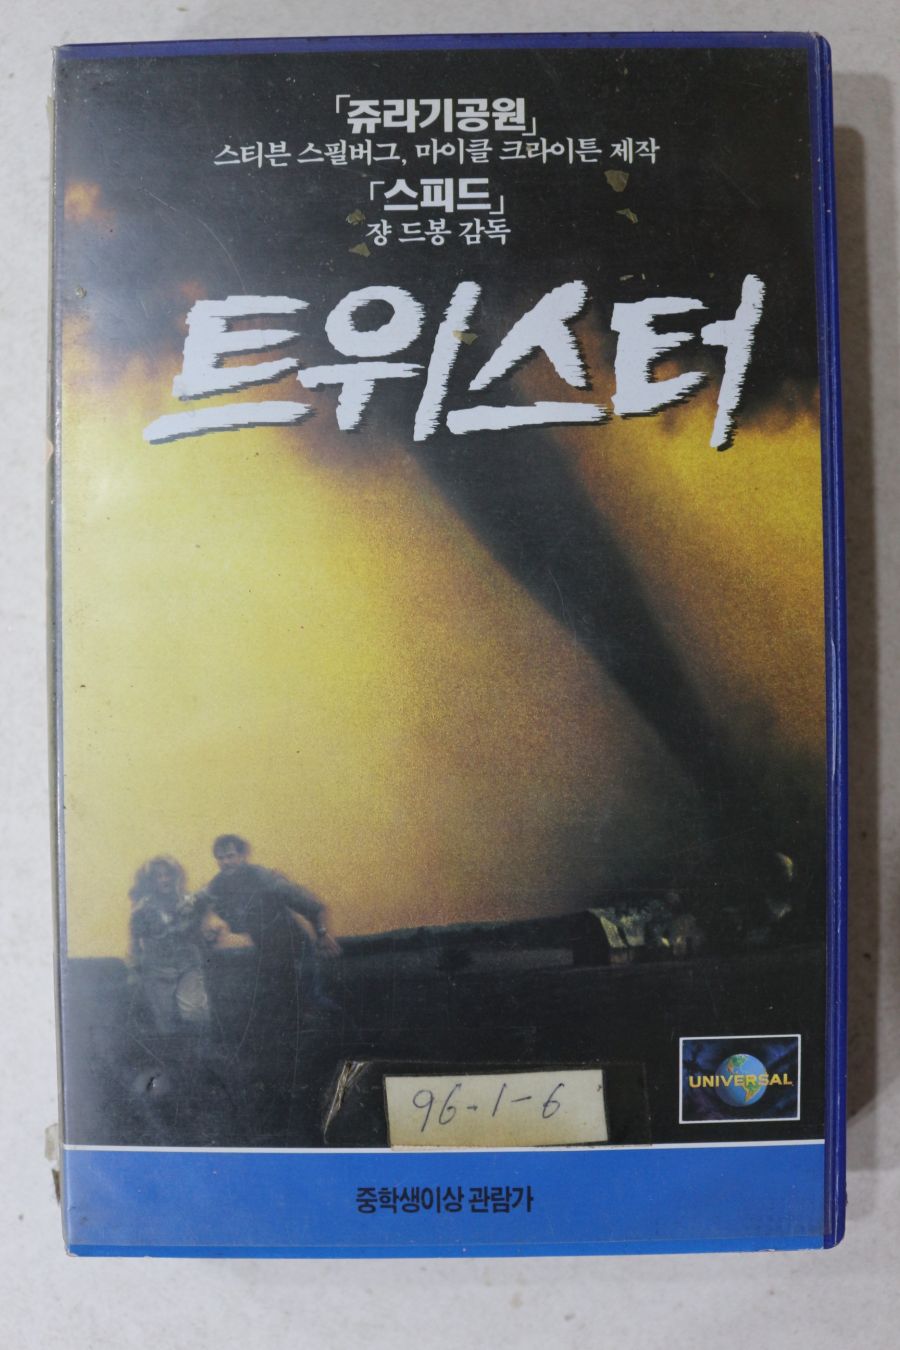 「쥬라기공원」
스티븐 스필버그, 마이클 크라이튼 제작
「스피드」
쟝 드봉 감독
트위스터
UNIVERSAL
96-1-6
중학생이상 관람가